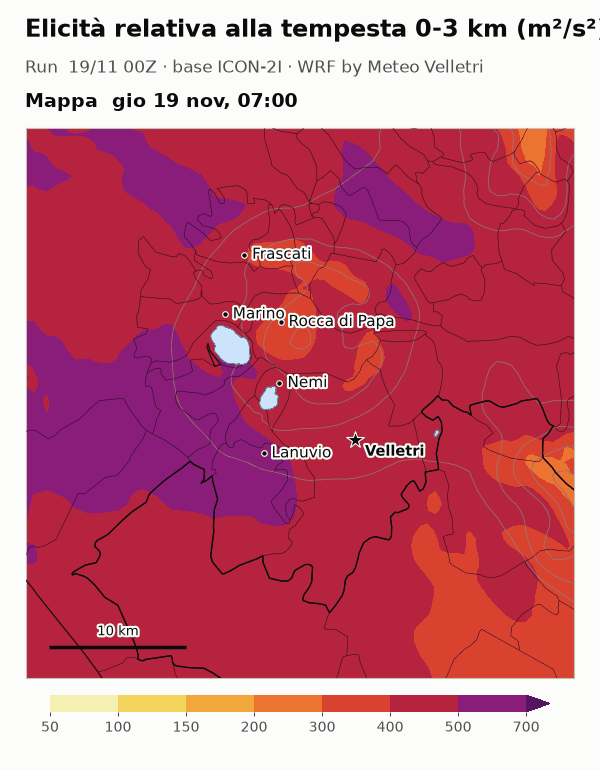 Elicità relativa alla tempesta 0-3 km (m²/s²)
Run  19/11 00Z · base ICON-2I · WRF by Meteo Velletri
Mappa  gio 19 nov, 07:00
Frascati
Marino
Rocca di Papa
Nemi
Lanuvio
Velletri
10 km
50 100 150 200 300 400 500 700